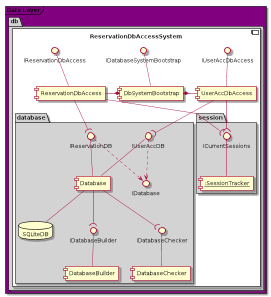 Data Layer
db
ReservationDbAccessSystem
IReservationDbAccess
IDatabaseSystemBootstrap
IUserAccDbAccess
ReservationDbAccess
DbSystemBootstrap
UserAccDbAccess
database
session
IReservationDB
IUserAccDB
ICurrentSessions
Database
IDatabase
:SessionTracker
SQLiteDB
IDatabaseBuilder
IDatabaseChecker
DatabaseBuilder
DatabaseChecker